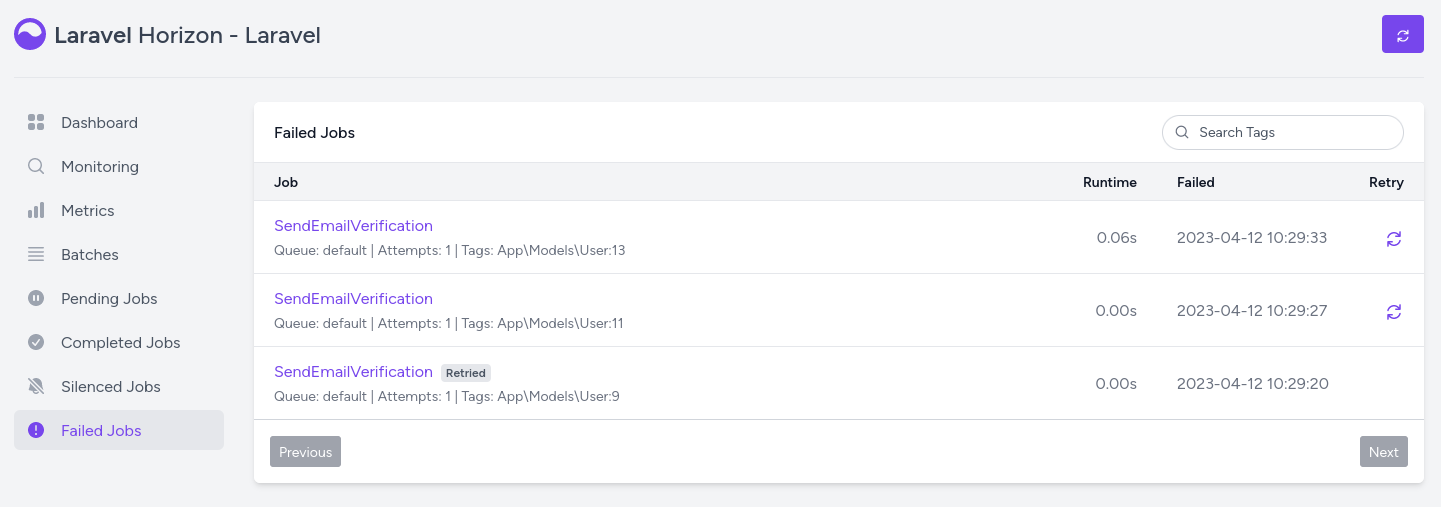 Laravel Horizon - Laravel
Dashboard
Monitoring
Metrics
Batches
Pending Jobs
Completed Jobs
Silenced Jobs
Failed Jobs
Failed Jobs
Search Tags
Job Runtime Failed Retry
SendEmailVerification
Queue: default | Attempts: 1 | Tags: App\Models\User:13
0.06s 2023-04-12 10:29:33
SendEmailVerification
Queue: default | Attempts: 1 | Tags: App\Models\User:11
0.00s 2023-04-12 10:29:27
SendEmailVerification Retried
Queue: default | Attempts: 1 | Tags: App\Models\User:9
0.00s 2023-04-12 10:29:20
Previous Next